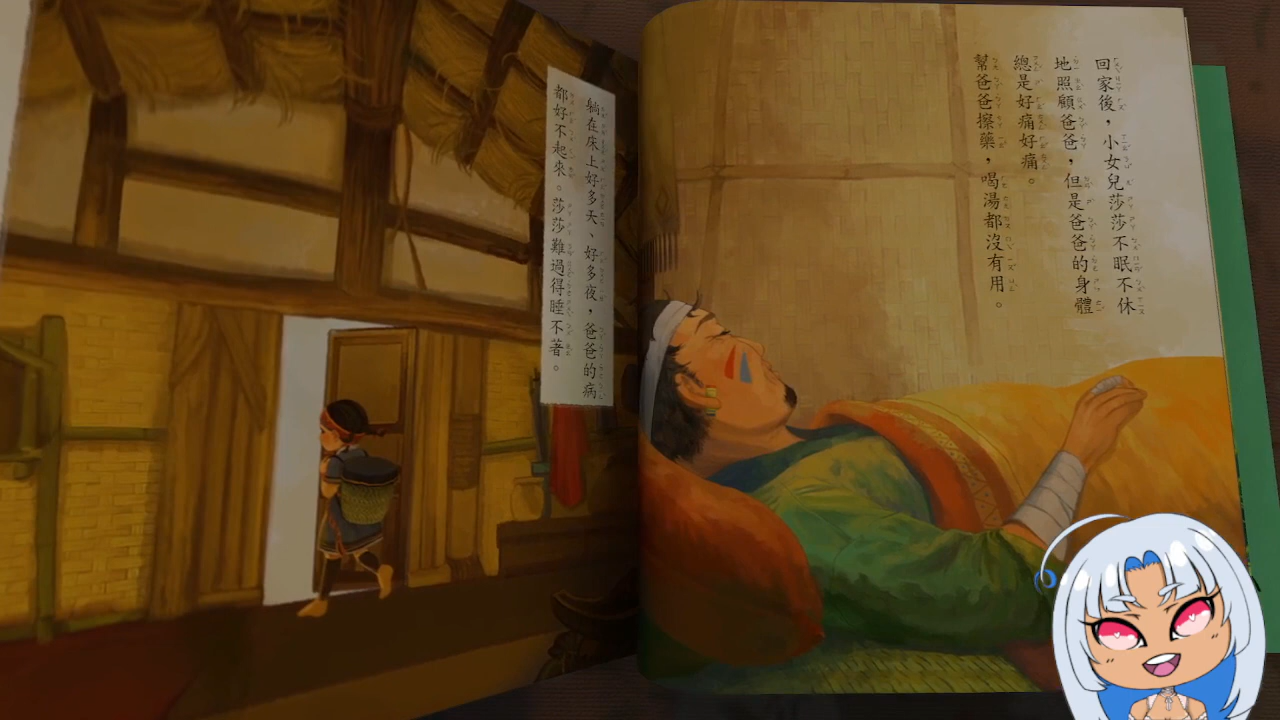 回家後，小女兒莎莎不眠不休
地照顧爸爸，但是爸爸的身體
總是好痛好痛。
幫爸爸擦藥，喝湯都沒有用。
躺在床上好多天、好多夜，爸爸的病
都好不起來。莎莎難過得睡不著。